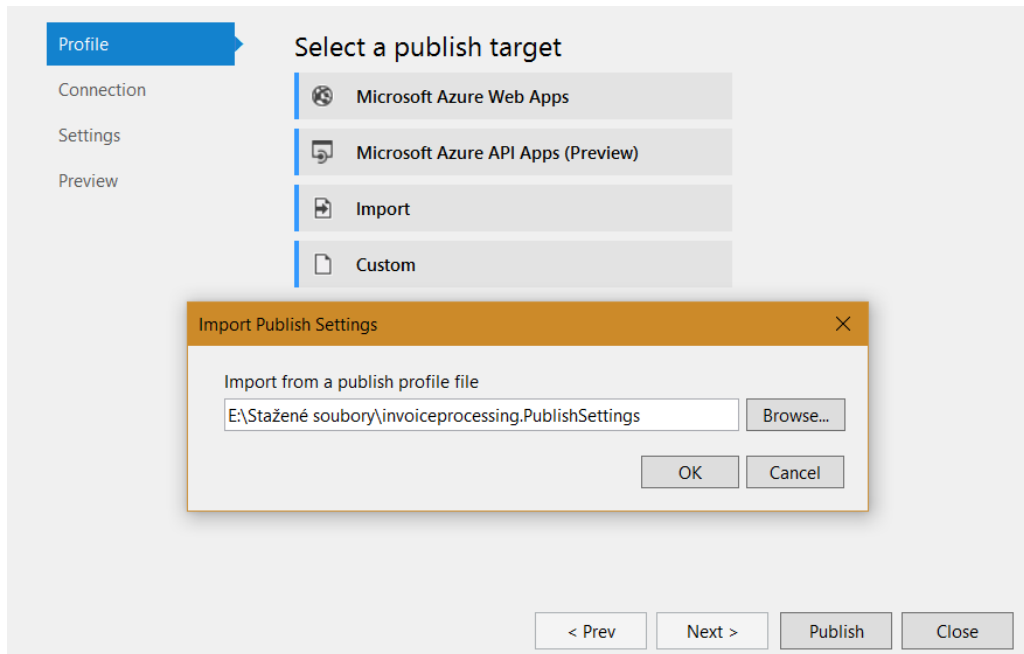 Profile
Connection
Settings
Preview
Select a publish target
Microsoft Azure Web Apps
Microsoft Azure API Apps (Preview)
Import
Custom
Import Publish Settings
Import from a publish profile file
E:\Stažené soubory\invoiceprocessing.PublishSettings
Browse...
OK
Cancel
< Prev
Next >
Publish
Close